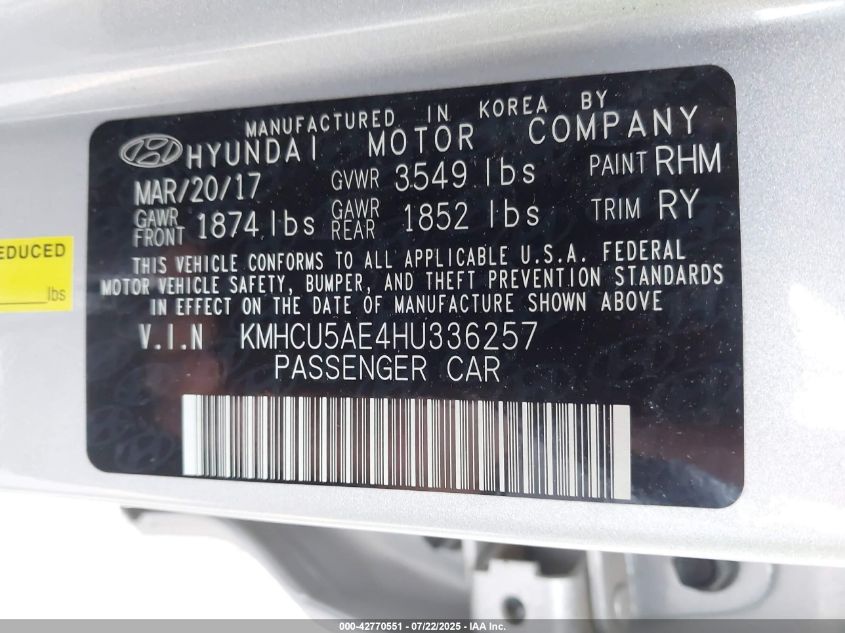 MANUFACTURED IN KOREA BY
HYUNDAI MOTOR COMPANY
MAR/20/17 GVWR 3549 lbs PAINT RHM
GAWR FRONT 1874 lbs GAWR REAR 1852 lbs TRIM RY
THIS VEHICLE CONFORMS TO ALL APPLICABLE U.S.A. FEDERAL
MOTOR VEHICLE SAFETY, BUMPER, AND THEFT PREVENTION STANDARDS
IN EFFECT ON THE DATE OF MANUFACTURE SHOWN ABOVE.
V.I.N KMHCU5AE4HU336257
PASSENGER CAR
lbs
000-42770551 - 07/22/2025 - IAA Inc.